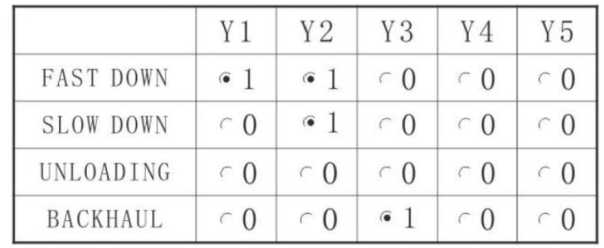 Y1 Y2 Y3 Y4 Y5
FAST DOWN 1 1 0 0 0
SLOW DOWN 0 1 0 0 0
UNLOADING 0 0 0 0 0
BACKHAUL 0 0 1 0 0